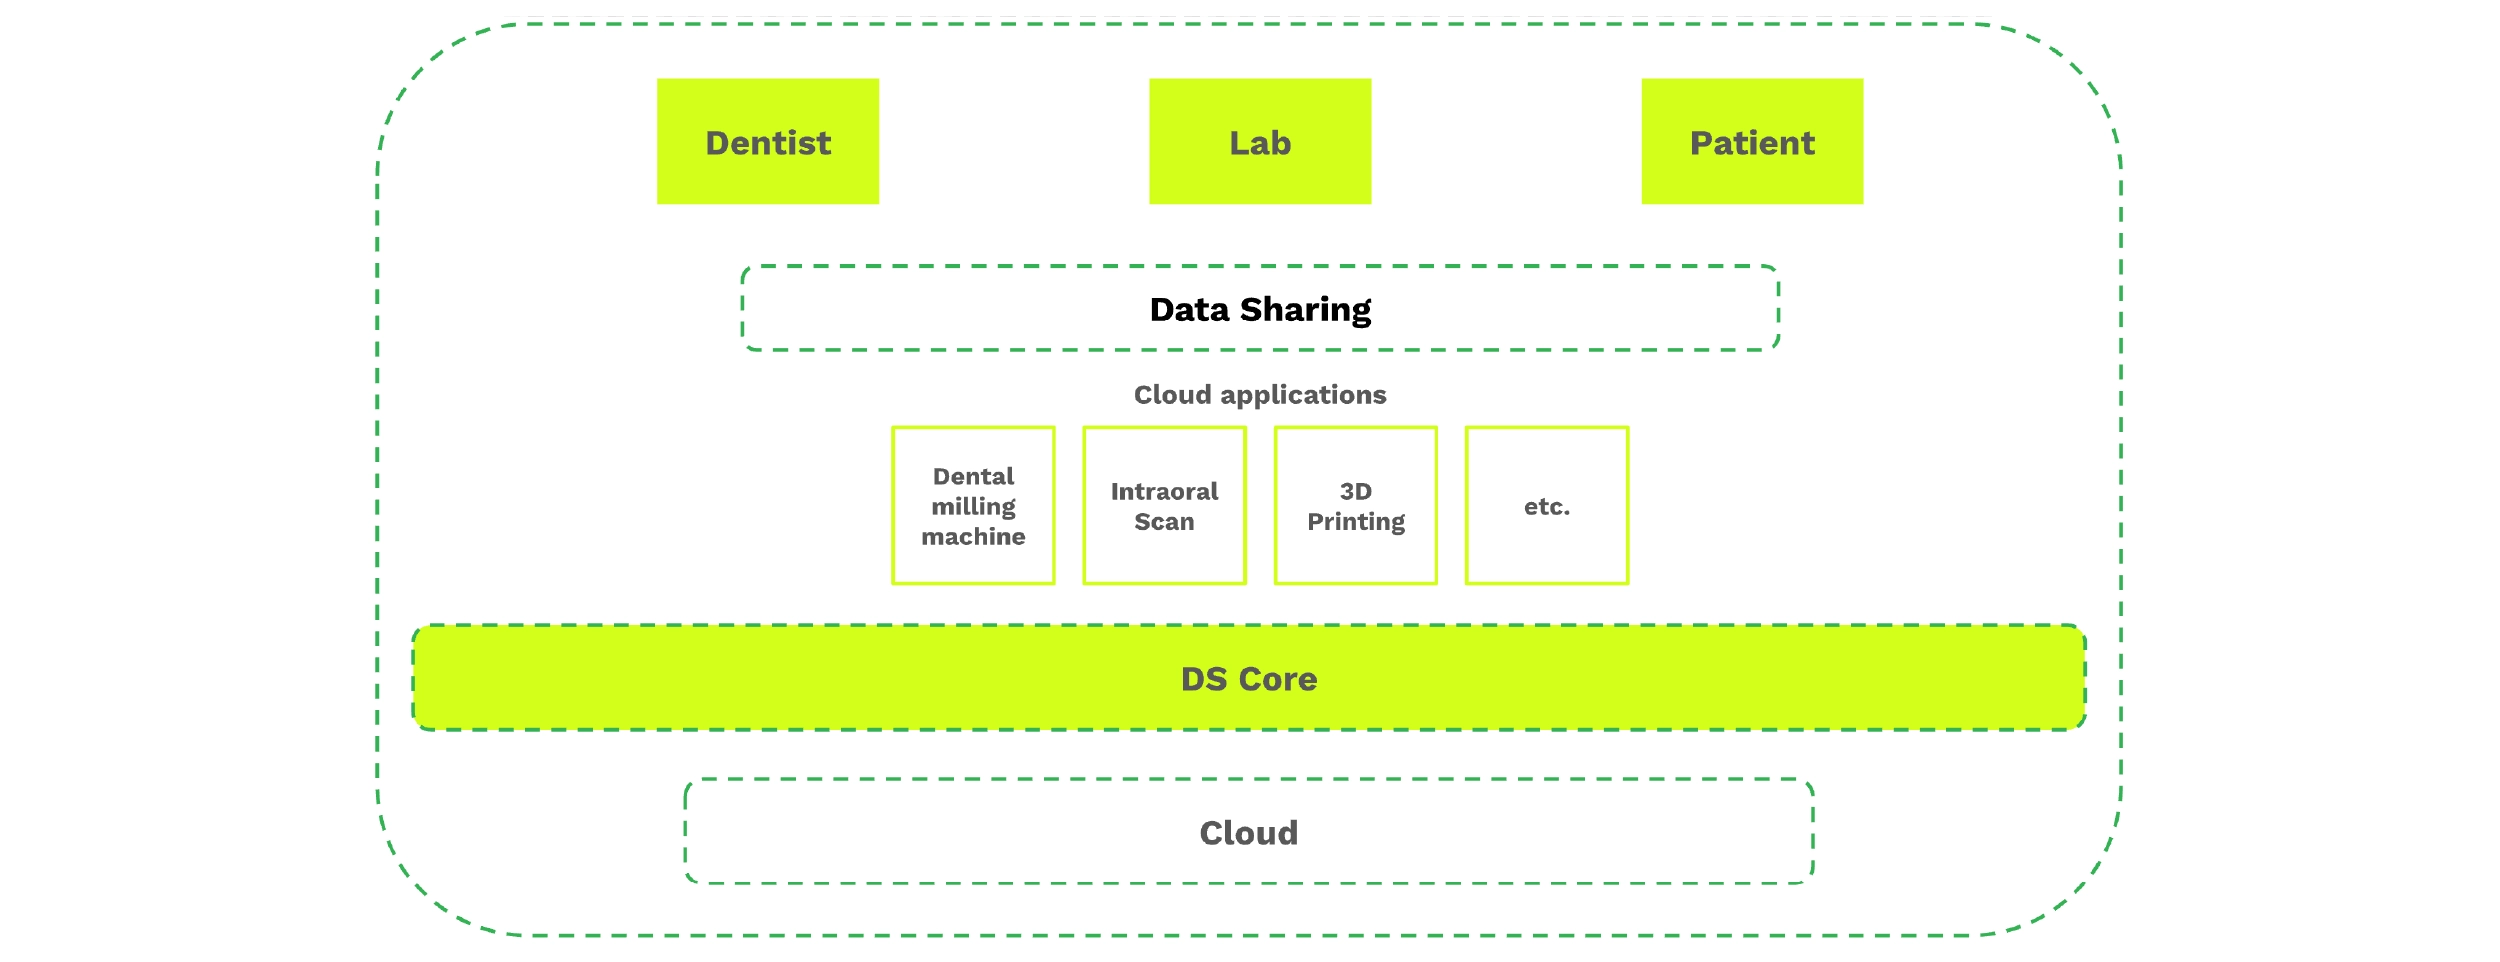 Dentist
Lab
Patient
Data Sharing
Cloud applications
Dental
milling
machine
Intraoral
Scan
3D
Printing
etc.
DS Core
Cloud